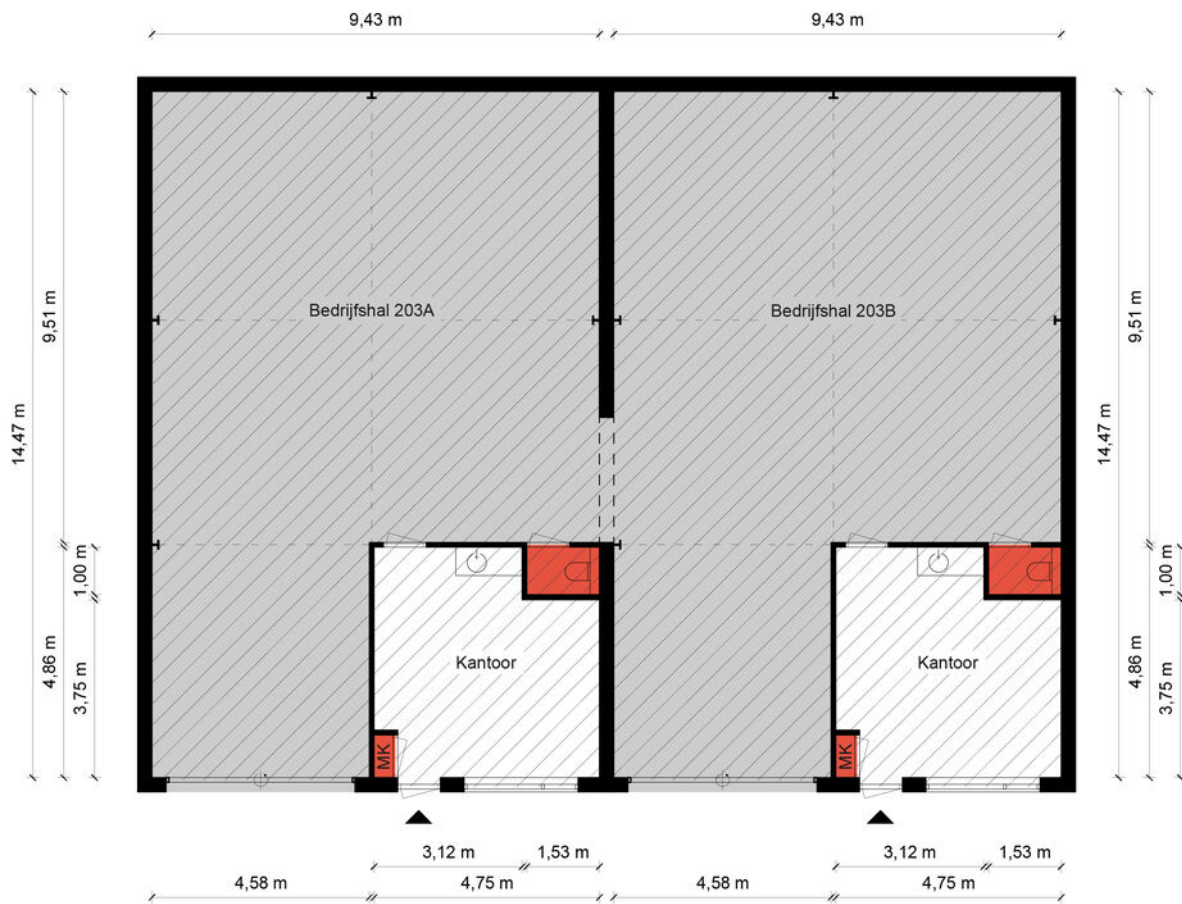 9,43 m
9,43 m
Bedrijfshal 203A
Bedrijfshal 203B
9,51 m
14,47 m
1,00 m
4,86 m
3,75 m
9,51 m
14,47 m
1,00 m
4,86 m
3,75 m
Kantoor
Kantoor
MK
MK
3,12 m
1,53 m
3,12 m
1,53 m
4,58 m
4,75 m
4,58 m
4,75 m